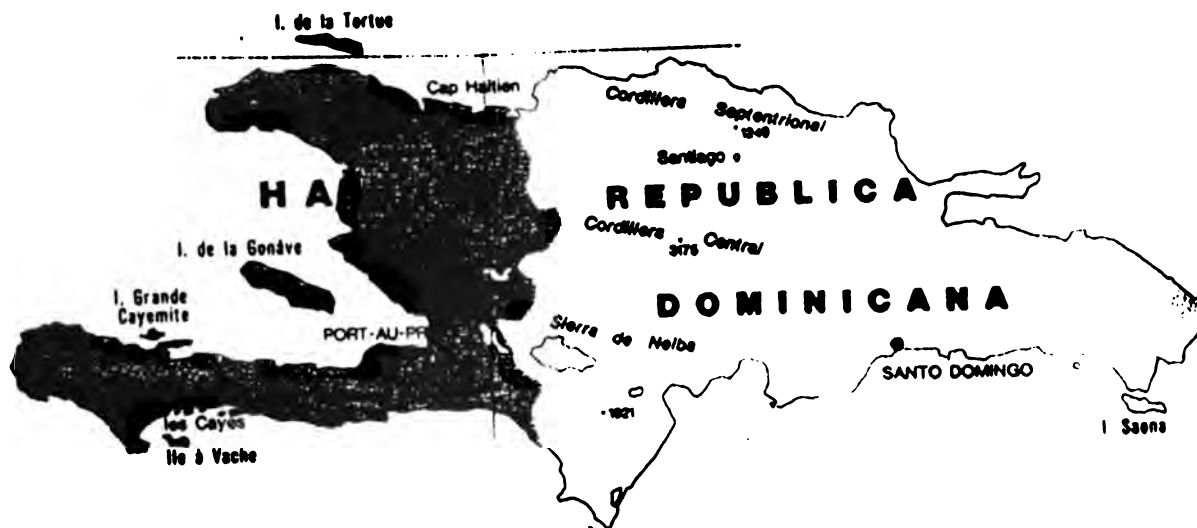 I. de la Tortue
Cap Haïtien
Cordillera Septentrional
1249
Santiago
HA
REPUBLICA
Cordillera Central
3175
I. de la Gonâve
I. Grande
Cayemite
DOMINICANA
PORT-AU-PR
Sierra de Neiba
SANTO DOMINGO
1921
les Cayes
Ile à Vache
I Saona